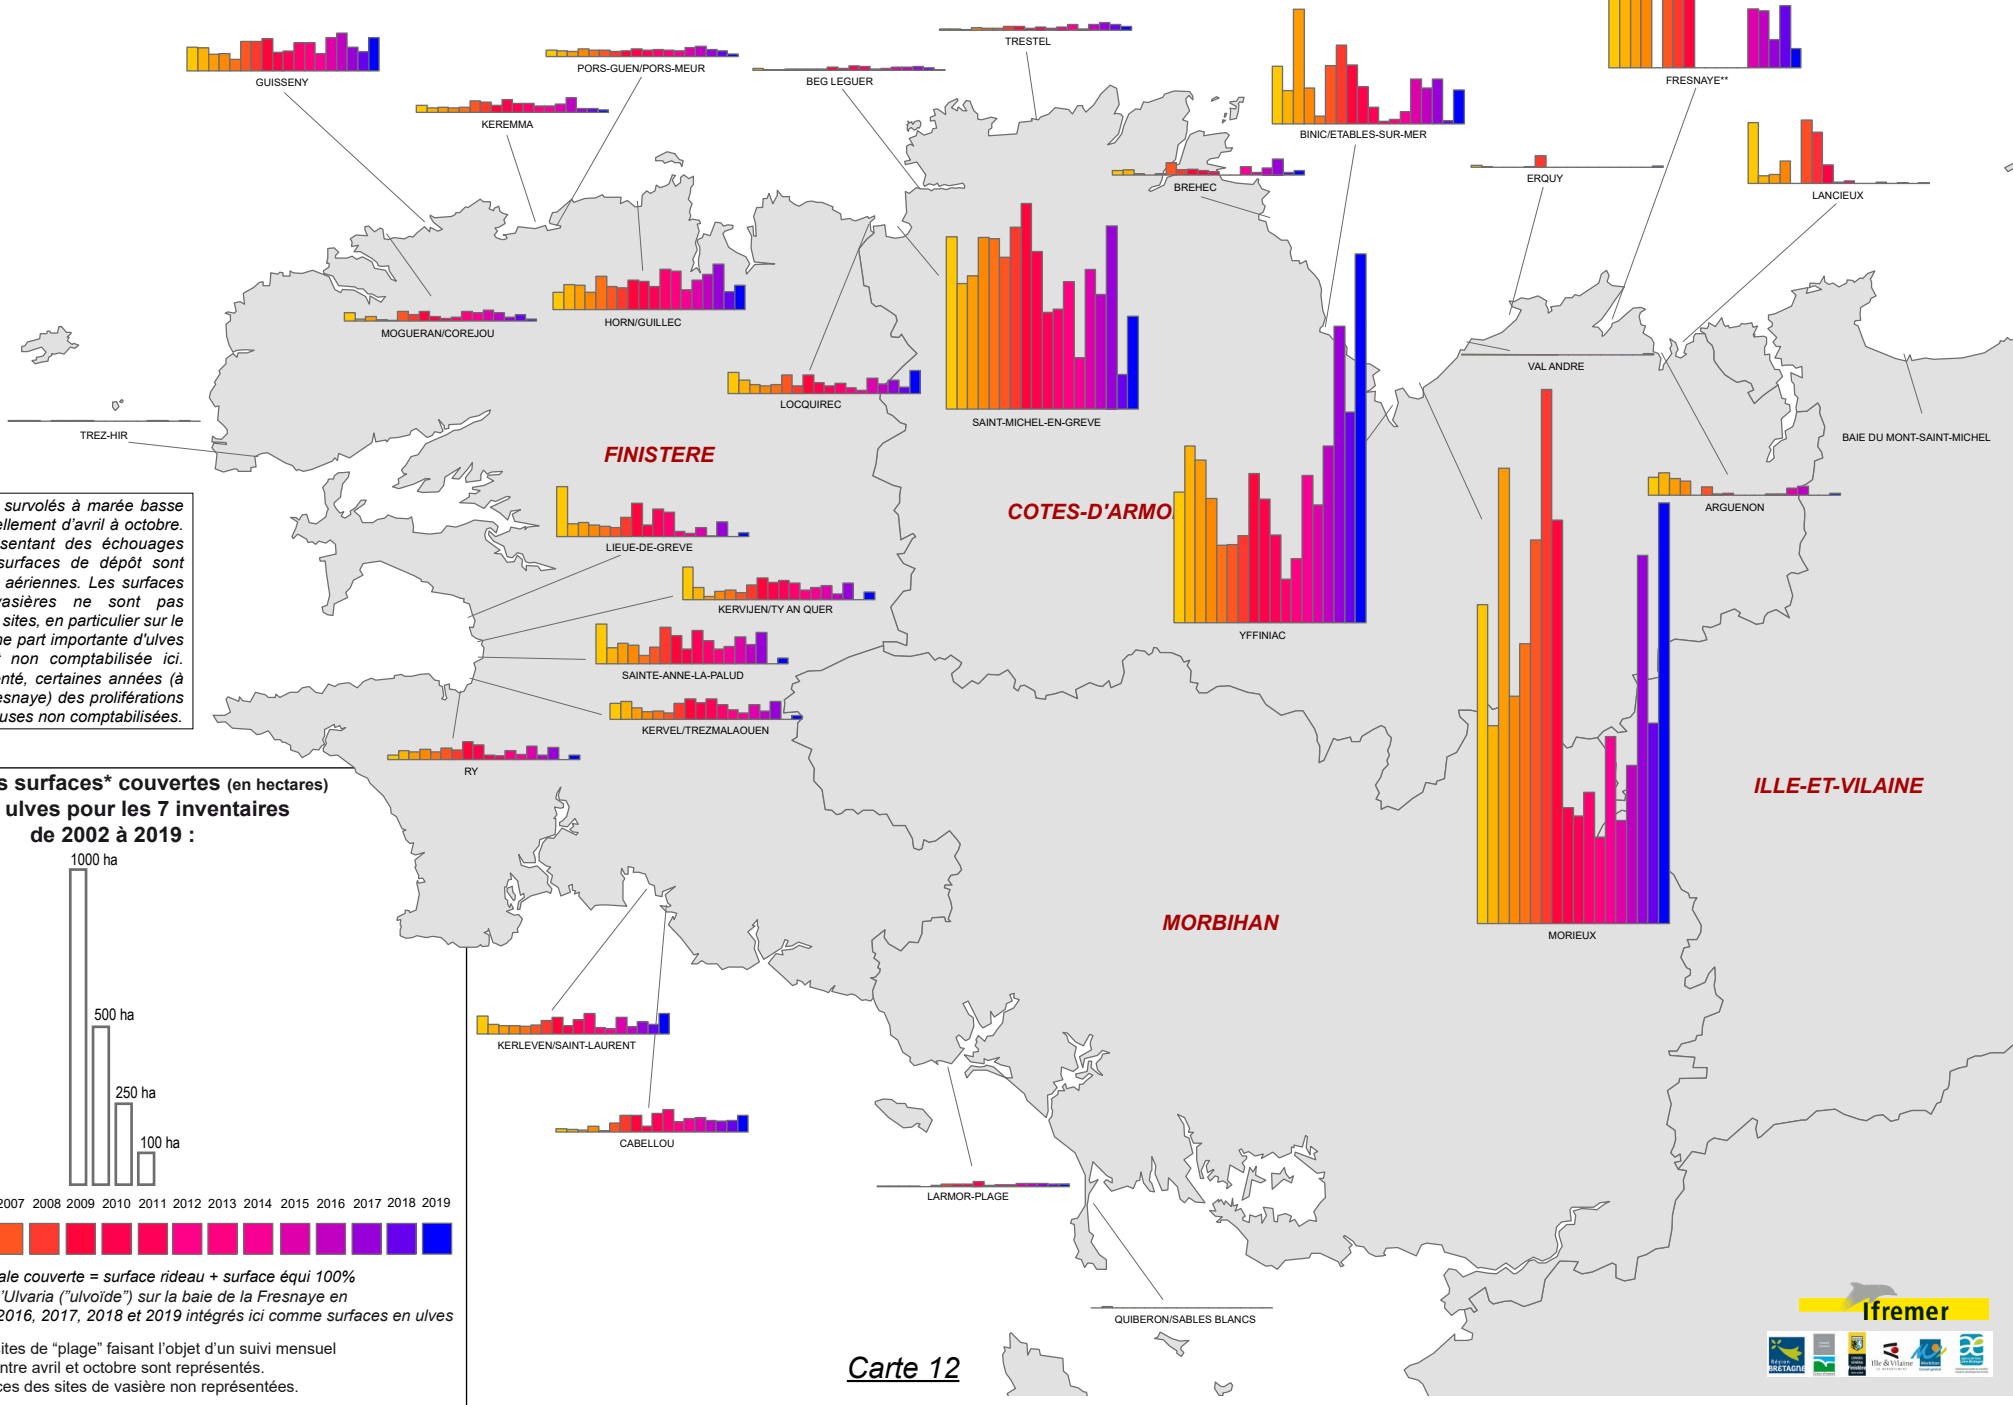 TRESTEL
PORS-GUEN/PORS-MEUR
BEG LEGUER
GUISSENY
FRESNAYE**
KEREMMA
BINIC/ETABLES-SUR-MER
ERQUY
BREHEC
LANCIEUX
MOGUERAN/COREJOU
HORN/GUILLEC
VAL ANDRE
LOCQUIREC
SAINT-MICHEL-EN-GREVE
TREZ-HIR
BAIE DU MONT-SAINT-MICHEL
FINISTERE
COTES-D'ARMO
ARGUENON
survolés à marée basse
ellement d'avril à octobre.
sentant des échouages
surfaces de dépôt sont
aériennes. Les surfaces
vasières ne sont pas
sites, en particulier sur le
ne part importante d'ulves
non comptabilisée ici.
enté, certaines années (à
esnaye) des proliférations
uses non comptabilisées.
LIEUE-DE-GREVE
KERVIJEN/TY AN QUER
YFFINIAC
SAINTE-ANNE-LA-PALUD
KERVEL/TREZMALAOUEN
RY
ILLE-ET-VILAINE
MORBIHAN
MORIEUX
s surfaces* couvertes (en hectares)
ulves pour les 7 inventaires
de 2002 à 2019 :
1000 ha
500 ha
250 ha
100 ha
2007 2008 2009 2010 2011 2012 2013 2014 2015 2016 2017 2018 2019
ale couverte = surface rideau + surface équi 100%
'Ulvaria ("ulvoïde") sur la baie de la Fresnaye en
2016, 2017, 2018 et 2019 intégrés ici comme surfaces en ulves
sites de “plage” faisant l'objet d'un suivi mensuel
ntre avril et octobre sont représentés.
ces des sites de vasière non représentées.
KERLEVEN/SAINT-LAURENT
CABELLOU
LARMOR-PLAGE
QUIBERON/SABLES BLANCS
Carte 12
Ifremer
Région
BRETAGNE
Ille & Vilaine
Morbihan